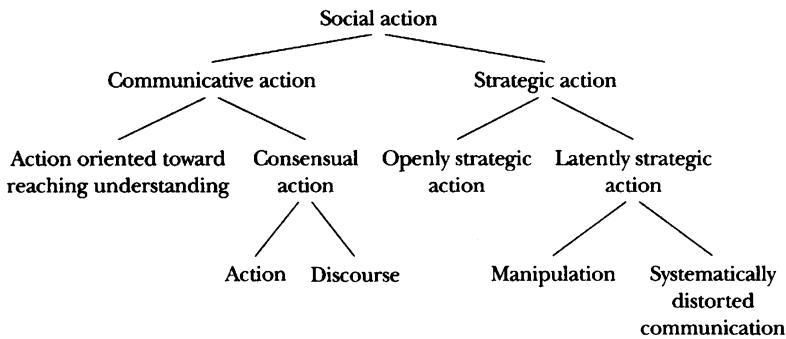 Social action
Communicative action
Strategic action
Action oriented toward
reaching understanding
Consensual
action
Openly strategic
action
Latently strategic
action
Action
Discourse
Manipulation
Systematically
distorted
communication